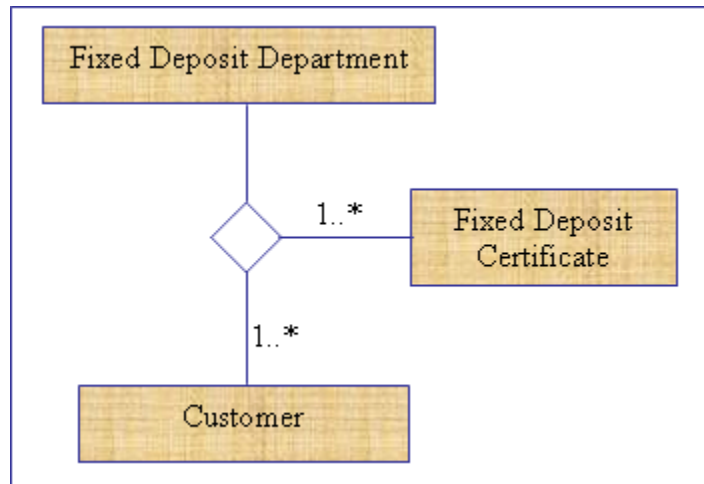 Fixed Deposit Department
1..*
Fixed Deposit
Certificate
1..*
Customer